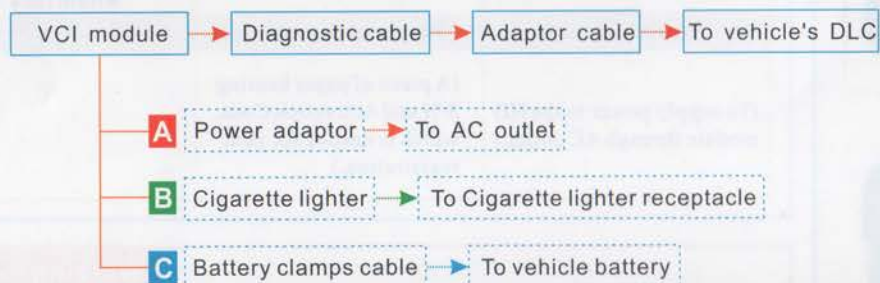 VCI module Diagnostic cable Adaptor cable To vehicle's DLC
A Power adaptor To AC outlet
B Cigarette lighter To Cigarette lighter receptacle
C Battery clamps cable To vehicle battery